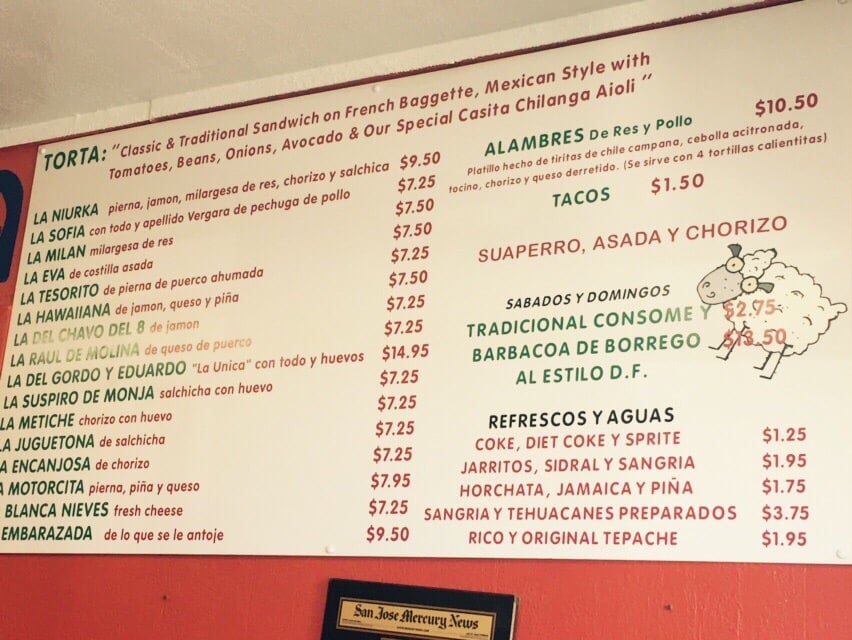 TORTA: "Classic & Traditional Sandwich on French Baggette, Mexican Style with
Tomatoes, Beans, Onions, Avocado & Our Special Casita Chilanga Aioli "
LA NIURKA pierna, jamon, milargesa de res, chorizo y salchica $9.50
LA SOFIA con todo y apellido Vergara de pechuga de pollo $7.25
LA MILAN milargesa de res $7.50
LA EVA de costilla asada $7.50
LA TESORITO de pierna de puerco ahumada $7.25
LA HAWAIIANA de jamon, queso y piña $7.50
LA DEL CHAVO DEL 8 de jamon $7.25
LA RAUL DE MOLINA de queso de puerco $7.25
LA DEL GORDO Y EDUARDO "La Unica" con todo y huevos $14.95
LA SUSPIRO DE MONJA salchicha con huevo $7.25
LA METICHE chorizo con huevo $7.25
A JUGUETONA de salchicha $7.25
A ENCANJOSA de chorizo $7.25
A MOTORCITA pierna, piña y queso $7.95
BLANCA NIEVES fresh cheese $7.25
EMBARAZADA de lo que se le antoje $9.50
ALAMBRES De Res y Pollo $10.50
Platillo hecho de tiritas de chile campana, cebolla acitronada,
tocino, chorizo y queso derretido. (Se sirve con 4 tortillas calientitas)
TACOS $1.50
SUAPERRO, ASADA Y CHORIZO
SABADOS Y DOMINGOS
TRADICIONAL CONSOME Y $2.75
BARBACOA DE BORREGO $13.50
AL ESTILO D.F.
REFRESCOS Y AGUAS
COKE, DIET COKE Y SPRITE $1.25
JARRITOS, SIDRAL Y SANGRIA $1.95
HORCHATA, JAMAICA Y PIÑA $1.75
SANGRIA Y TEHUACANES PREPARADOS $3.75
RICO Y ORIGINAL TEPACHE $1.95
San Jose Mercury News